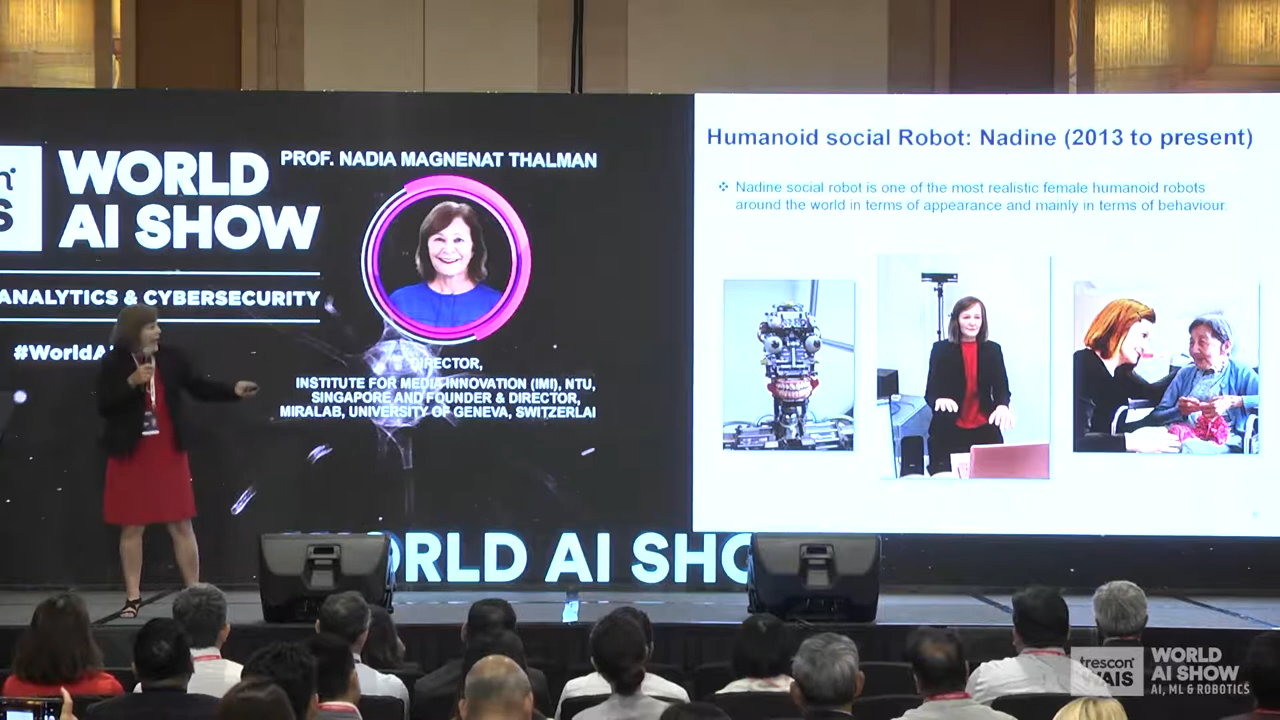 WORLD
AI SHOW
ANALYTICS & CYBERSECURITY
PROF. NADIA MAGNENAT THALMAN
DIRECTOR,
INSTITUTE FOR MEDIA INNOVATION (IMI), NTU,
SINGAPORE AND FOUNDER & DIRECTOR,
MIRALAB, UNIVERSITY OF GENEVA, SWITZERLAI
Humanoid social Robot: Nadine (2013 to present)
❖ Nadine social robot is one of the most realistic female humanoid robots
around the world in terms of appearance and mainly in terms of behaviour.
ORLD AI SHO
trescon
WAIS
WORLD
AI SHOW
AI, ML & ROBOTICS